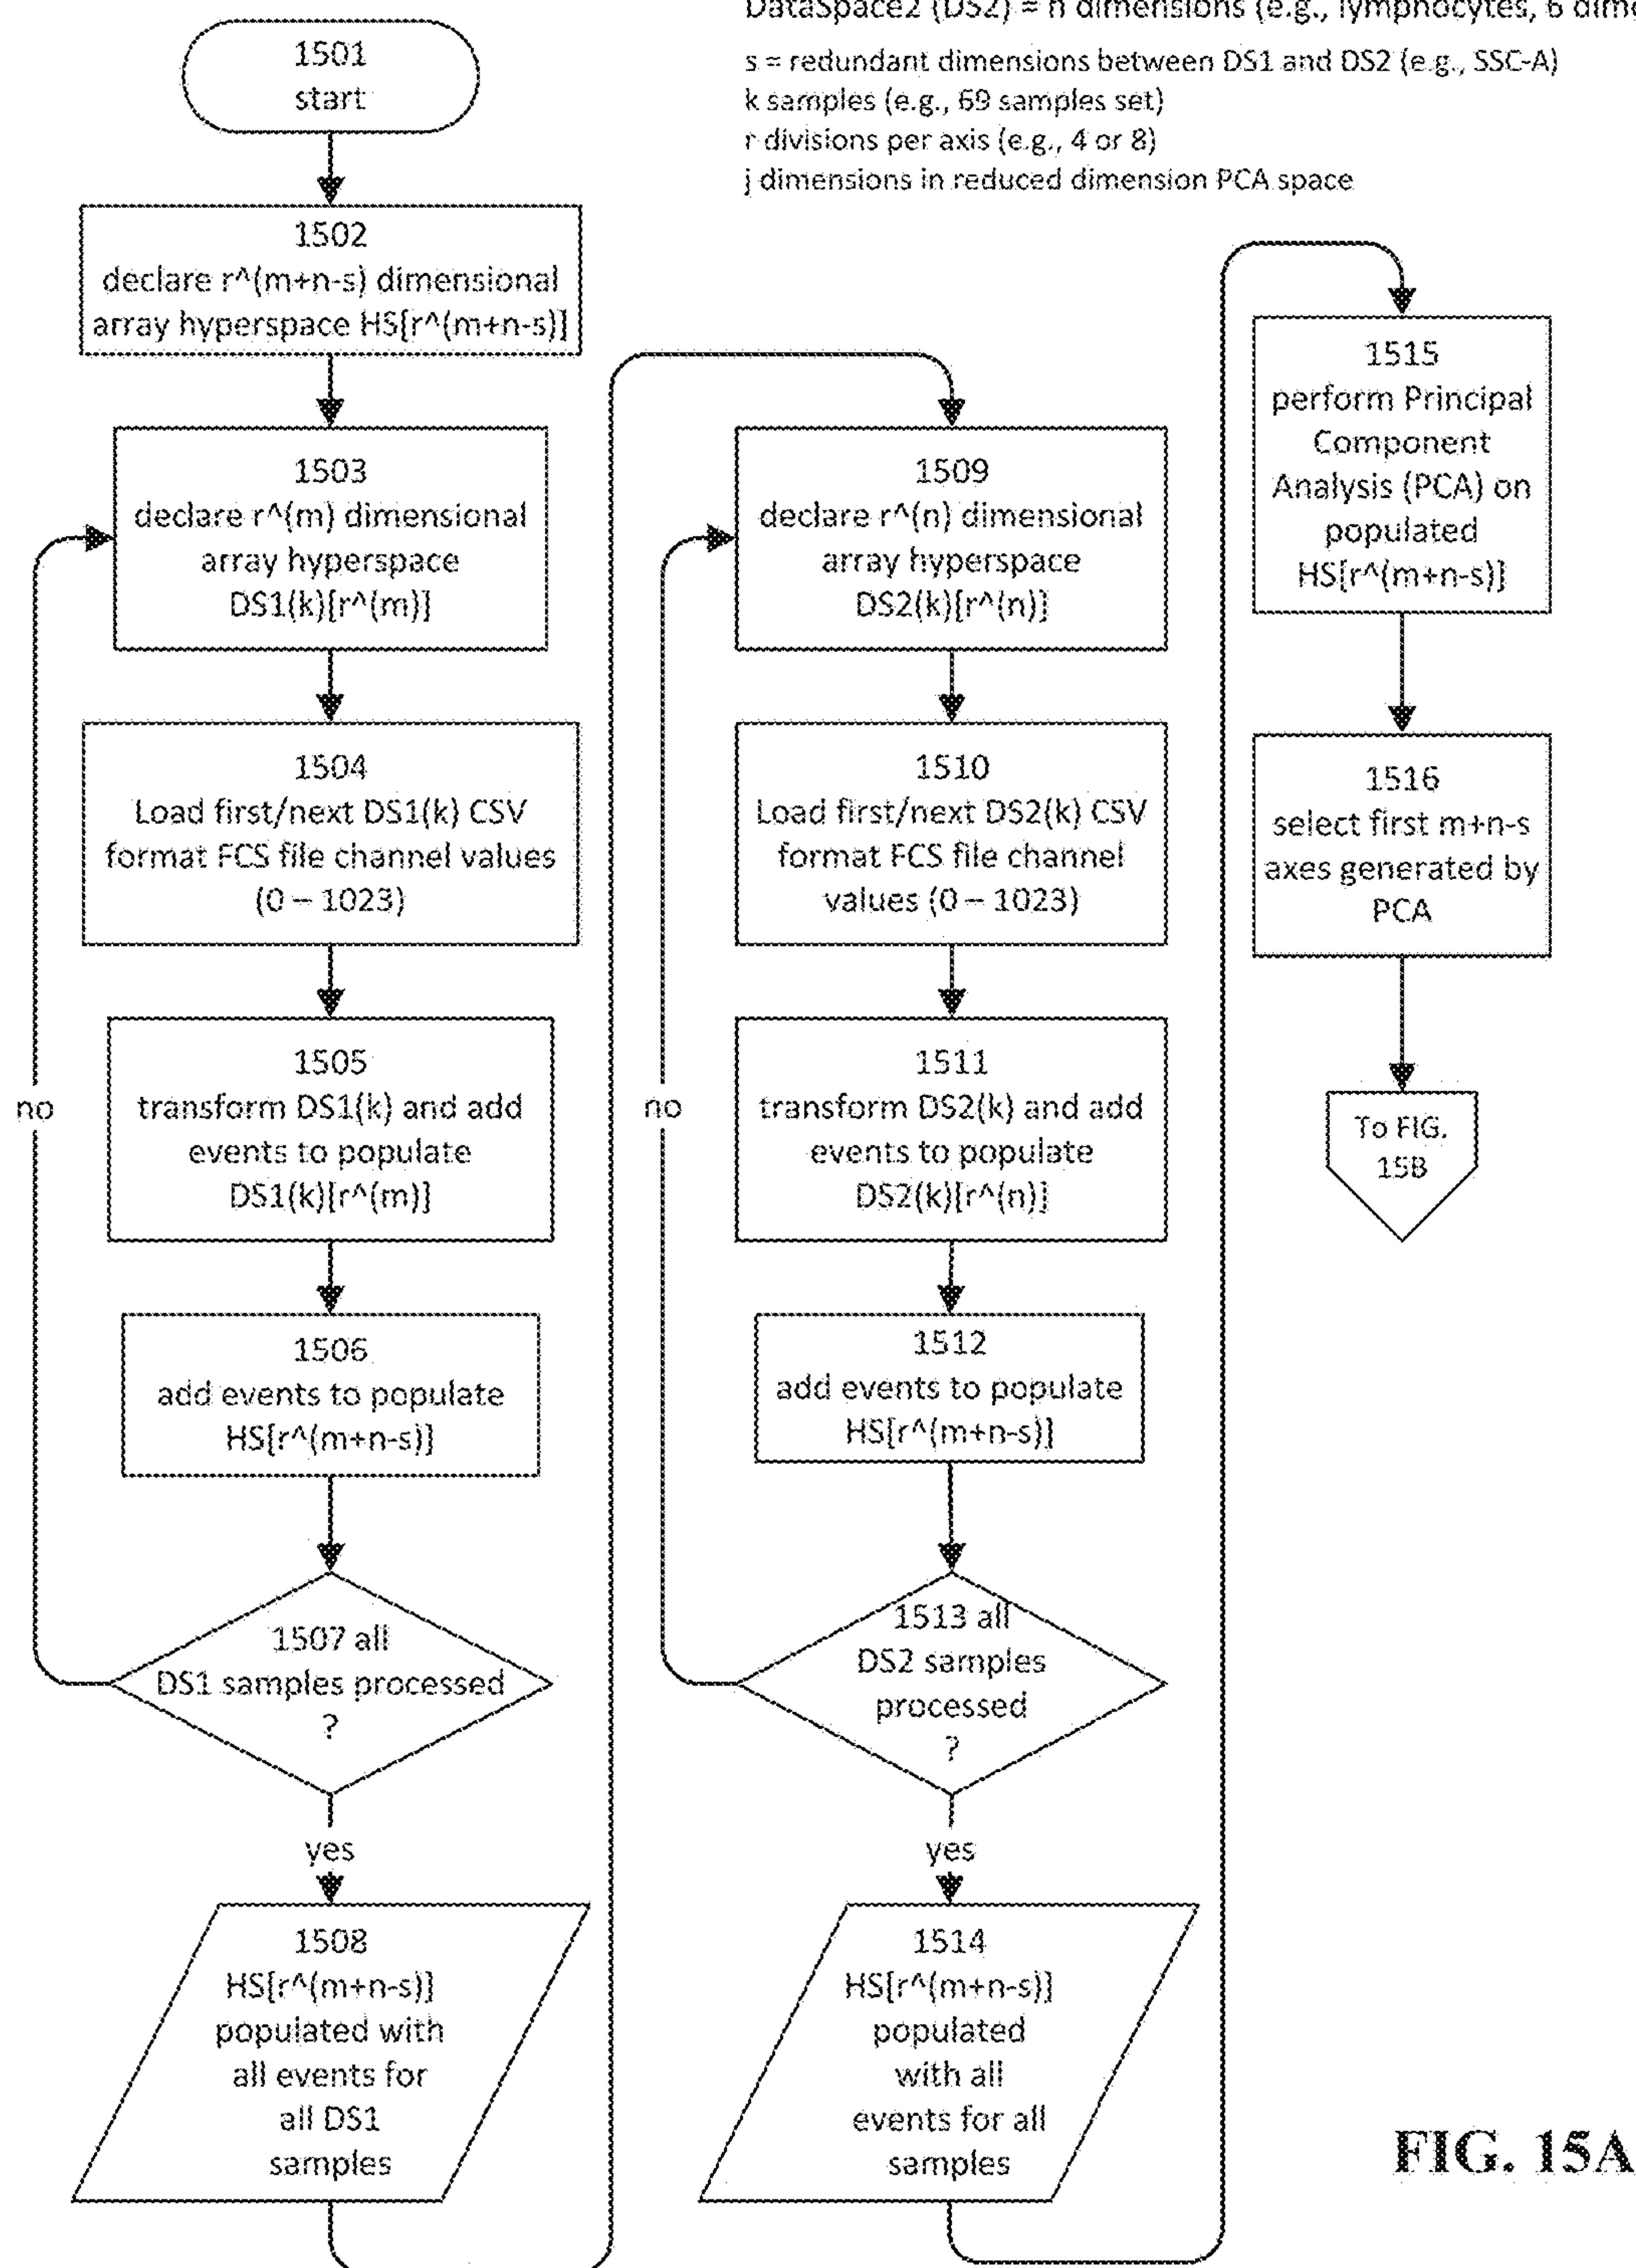 DataSpace2 (DS2) = n dimensions (e.g., lymphocytes, 6
s = redundant dimensions between DS1 and DS2 (e.g., SSC-A)
k samples (e.g., 69 samples set)
r divisions per axis (e.g., 4 or 8)
j dimensions in reduced dimension PCA space
1501
start
1502
declare r^(m+n-s) dimensional
array hyperspace HS[r^(m+n-s)]
1503
declare r^(m) dimensional
array hyperspace
DS1(k)[r^(m)]
1504
Load first/next DS1(k) CSV
format FCS file channel values
(0 – 1023)
1505
transform DS1(k) and add
events to populate
DS1(k)[r^(m)]
no
1506
add events to populate
HS[r^(m+n-s)]
1507 all
DS1 samples processed
?
yes
1508
HS[r^(m+n-s)]
populated with
all events for
all DS1
samples
1509
declare r^(n) dimensional
array hyperspace
DS2(k)[r^(n)]
1510
Load first/next DS2(k) CSV
format FCS file channel
values (0 – 1023)
1511
transform DS2(k) and add
events to populate
DS2(k)[r^(n)]
no
1512
add events to populate
HS[r^(m+n-s)]
1513 all
DS2 samples
processed
?
yes
1514
HS[r^(m+n-s)]
populated
with all
events for all
samples
1515
perform Principal
Component
Analysis (PCA) on
populated
HS[r^(m+n-s)]
1516
select first m+n-s
axes generated by
PCA
To FIG.
15B
FIG. 15A